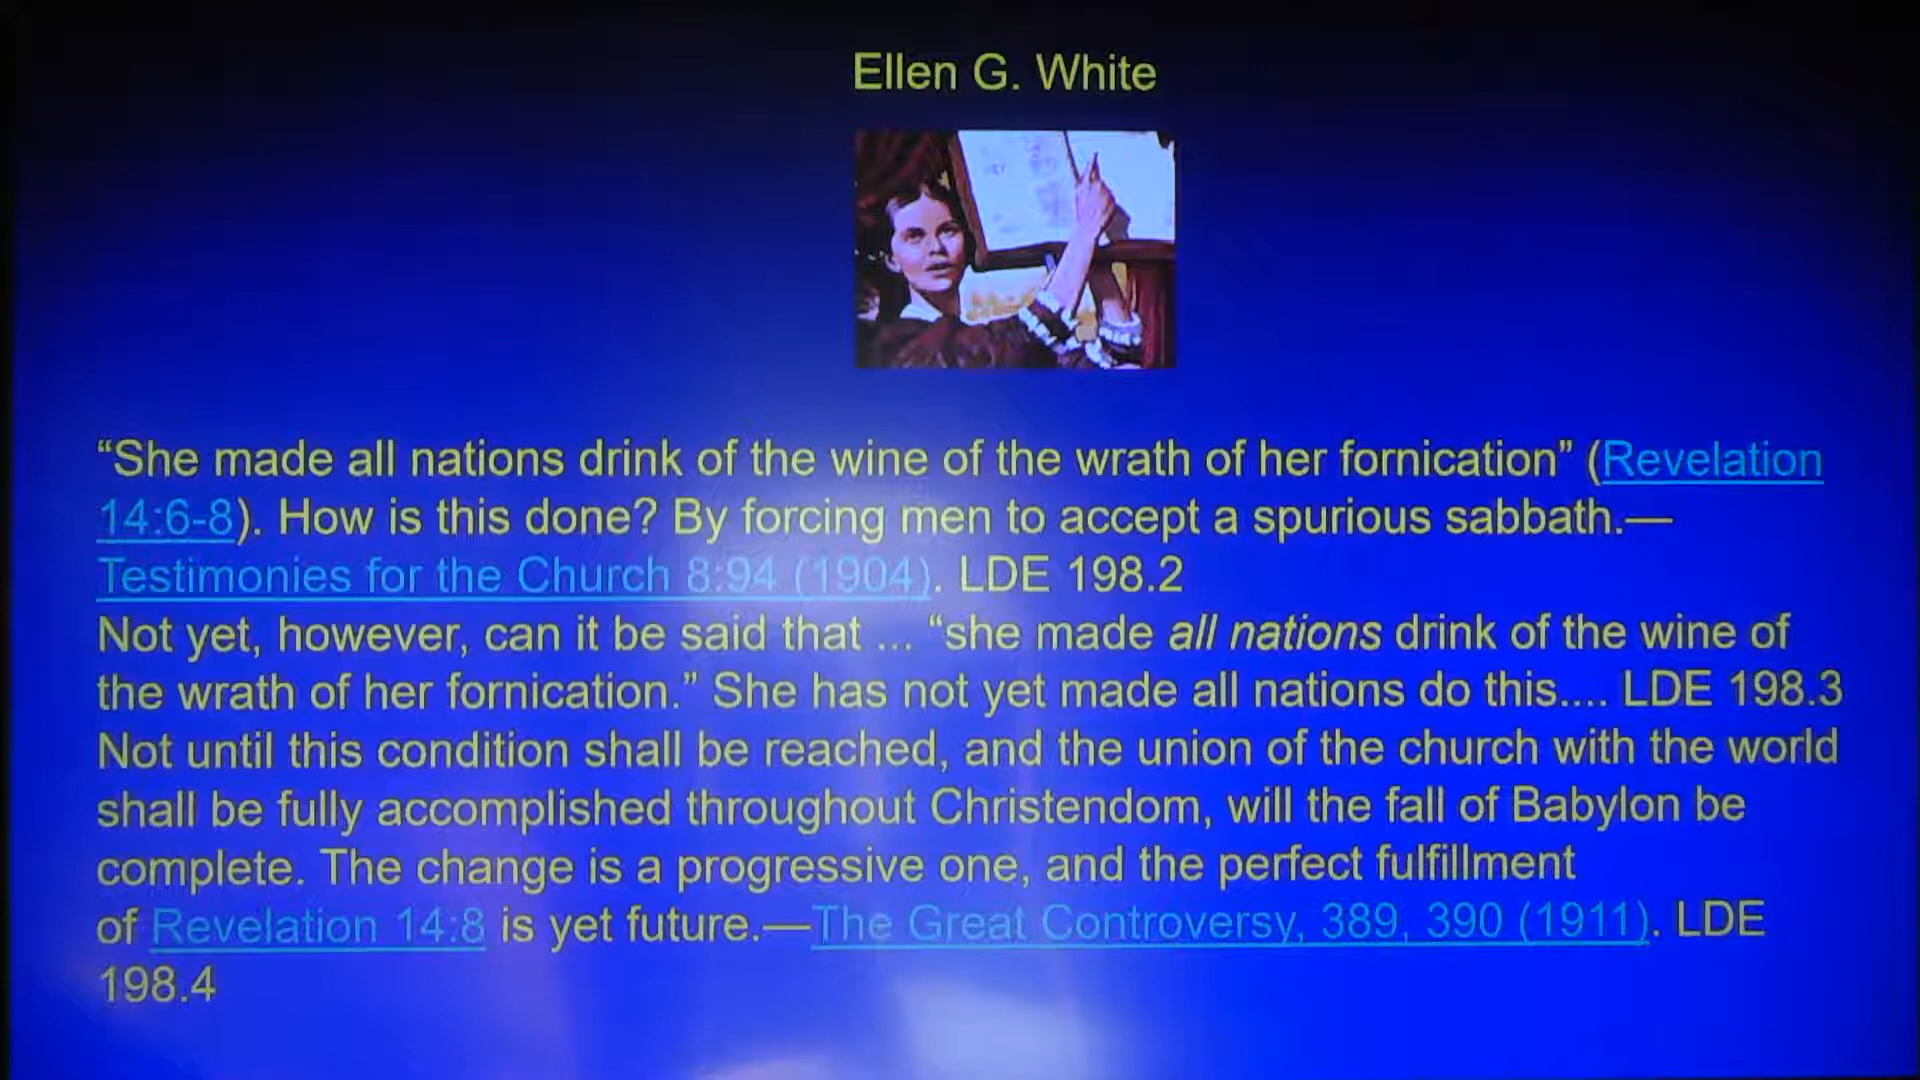 Ellen G. White
“She made all nations drink of the wine of the wrath of her fornication” (Revelation
14:6-8). How is this done? By forcing men to accept a spurious sabbath.—
Testimonies for the Church 8:94 (1904). LDE 198.2
Not yet, however, can it be said that ... “she made all nations drink of the wine of
the wrath of her fornication.” She has not yet made all nations do this.... LDE 198.3
Not until this condition shall be reached, and the union of the church with the world
shall be fully accomplished throughout Christendom, will the fall of Babylon be
complete. The change is a progressive one, and the perfect fulfillment
of Revelation 14:8 is yet future.—The Great Controversy, 389, 390 (1911). LDE
198.4